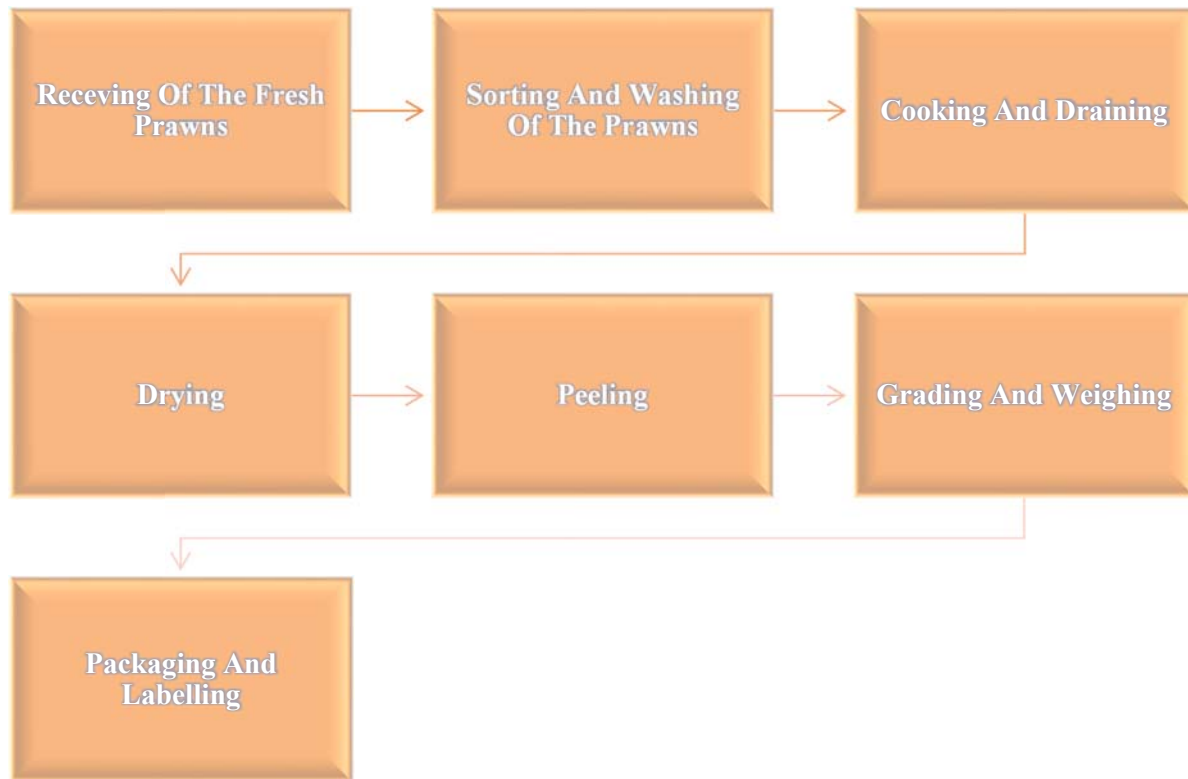 Receving Of The Fresh
Prawns
Sorting And Washing
Of The Prawns
Cooking And Draining
Drying
Peeling
Grading And Weighing
Packaging And
Labelling